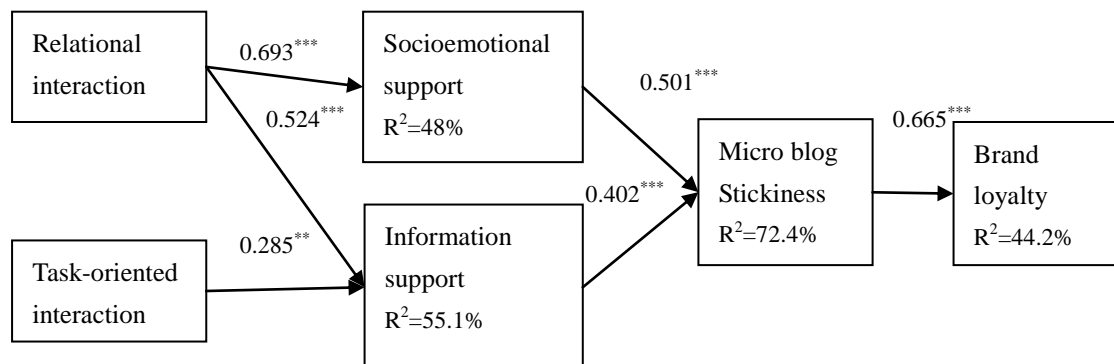 Relational
interaction
0.693***
0.524***
Socioemotional
support
R²=48%
0.501***
Task-oriented
interaction
0.285**
Information
support
R²=55.1%
0.402***
Micro blog
Stickiness
R²=72.4%
0.665***
Brand
loyalty
R²=44.2%